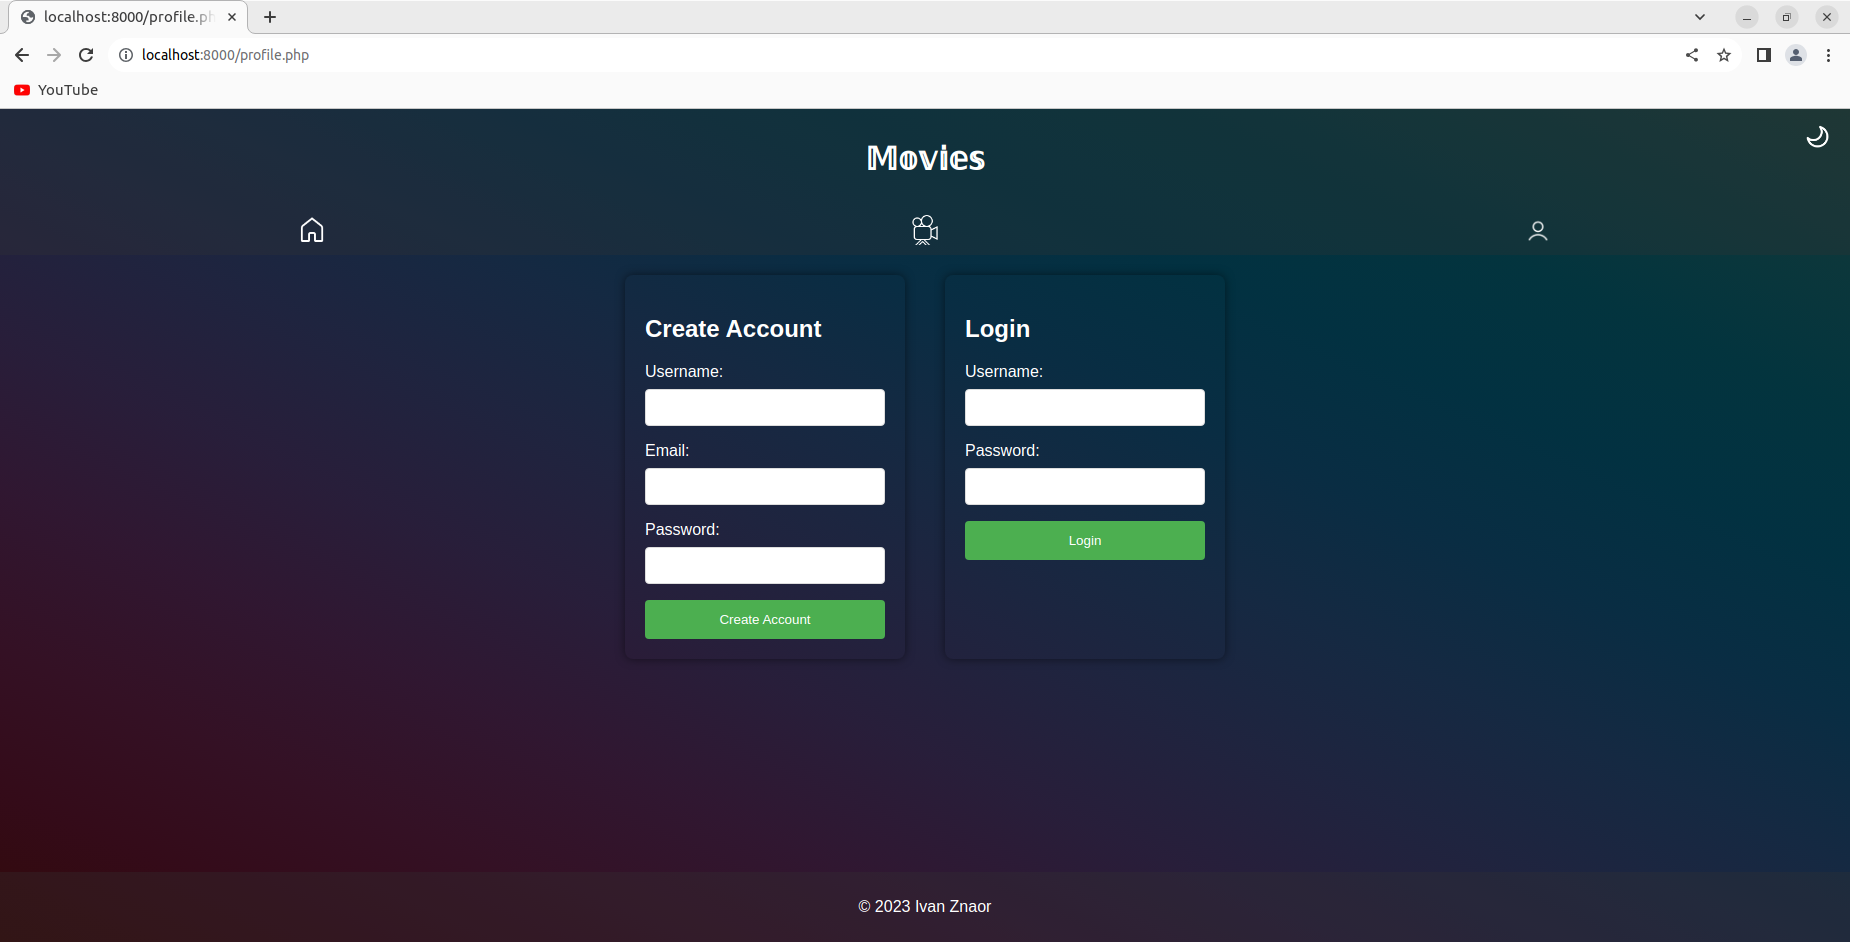 localhost:8000/profile.ph
localhost:8000/profile.php
YouTube
Movies
Create Account
Username:
Email:
Password:
Create Account
Login
Username:
Password:
Login
© 2023 Ivan Znaor